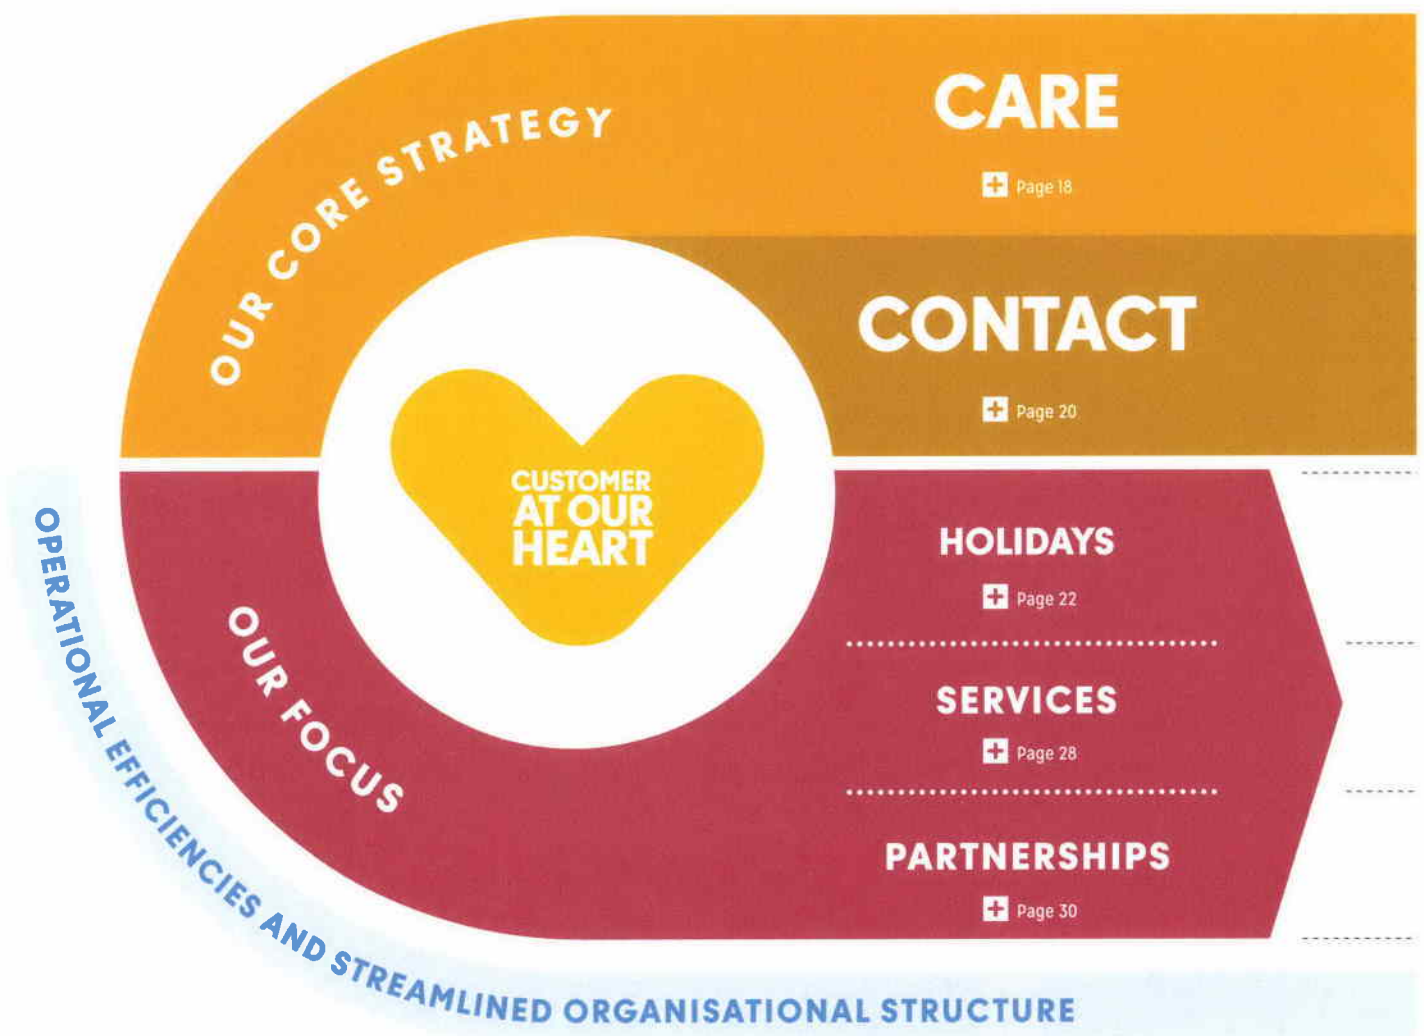 OUR CORE STRATEGY
CARE
Page 18
CONTACT
Page 20
CUSTOMER
AT OUR
HEART
OUR FOCUS
HOLIDAYS
Page 22
SERVICES
Page 28
PARTNERSHIPS
Page 30
OPERATIONAL EFFICIENCIES AND STREAMLINED ORGANISATIONAL STRUCTURE